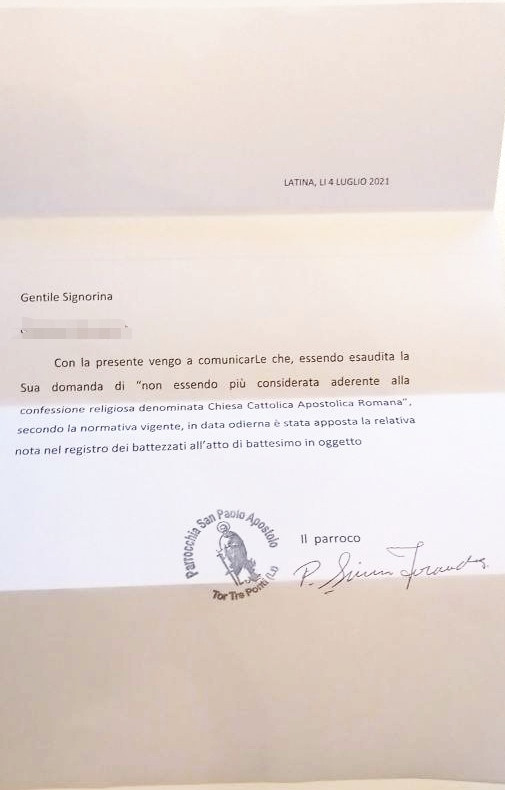 LATINA, LI 4 LUGLIO 2021
Gentile Signorina
Con la presente vengo a comunicarLe che, essendo esaudita la
Sua domanda di "non essendo più considerata aderente alla
confessione religiosa denominata Chiesa Cattolica Apostolica Romana",
secondo la normativa vigente, in data odierna è stata apposta la relativa
nota nel registro dei battezzati all'atto di battesimo in oggetto
Parrocchia San Paolo Apostolo
Tor Tre Ponti (Lt)
Il parroco
P.